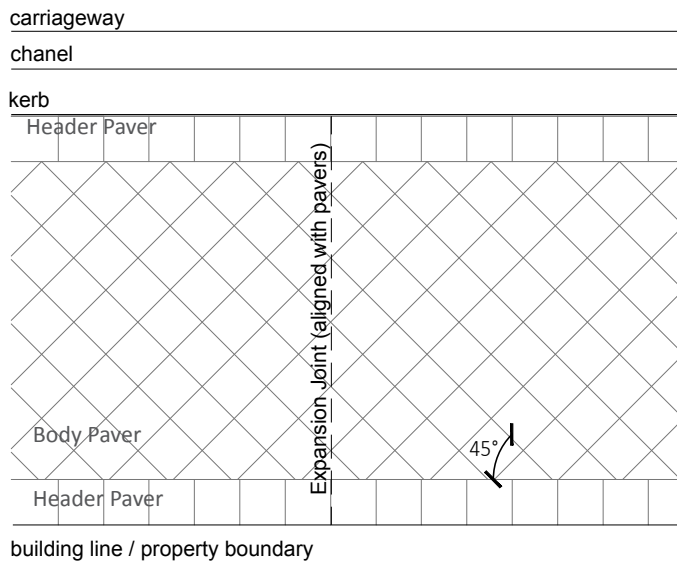 carriageway
chanel
kerb
Header Paver
Expansion Joint (aligned with pavers)
Body Paver
45°
Header Paver
building line / property boundary